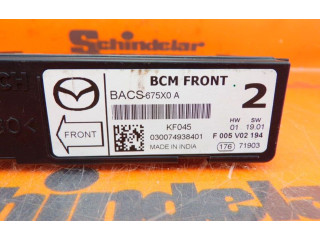 Schindelar
BCM FRONT
BACS-675X0 A
2
FRONT
KF045
030074938401
MADE IN INDIA
HW SW
01 19.01
F 005 V02 194
176 71903